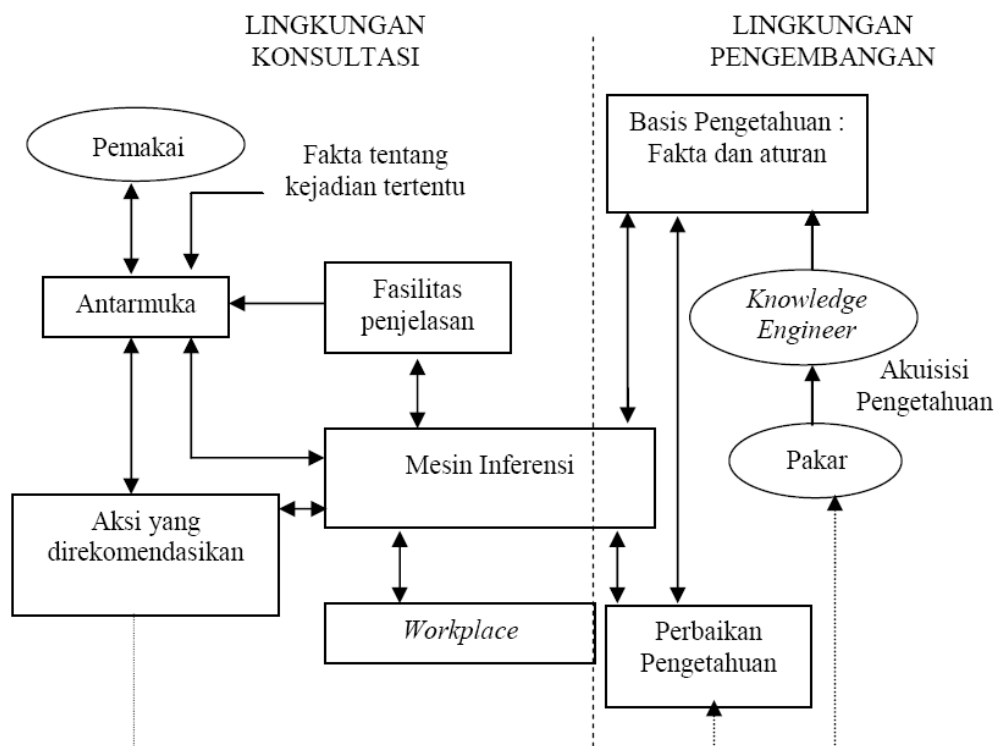 LINGKUNGAN
KONSULTASI
LINGKUNGAN
PENGEMBANGAN
Pemakai
Fakta tentang
kejadian tertentu
Basis Pengetahuan :
Fakta dan aturan
Antarmuka
Fasilitas
penjelasan
Knowledge
Engineer
Akuisisi
Pengetahuan
Mesin Inferensi
Pakar
Aksi yang
direkomendasikan
Workplace
Perbaikan
Pengetahuan